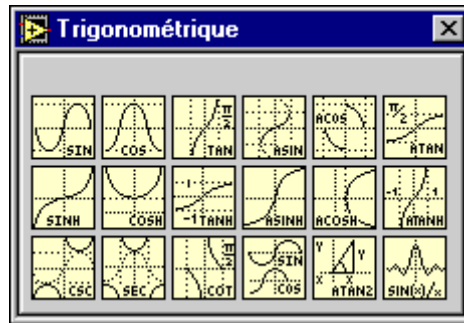 Trigonométrique
SIN COS π/2 TAN ASIN ACOS π/2 ATAN
SINH COSH -1- -1 TANH ASINH ACOSH -1 1 ATANH
CSC SEC π/2 COT SIN COS Y Y X X ATAN2 SIN(x)/x